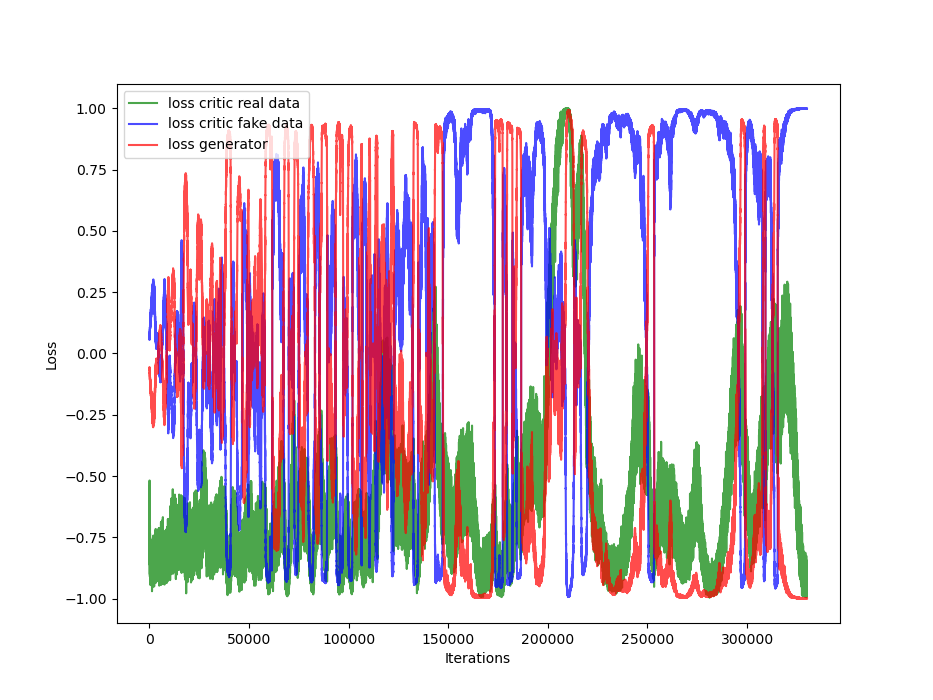 loss critic real data
loss critic fake data
loss generator
1.00
0.75
0.50
0.25
0.00
−0.25
−0.50
−0.75
−1.00
Loss
0 50000 100000 150000 200000 250000 300000
Iterations